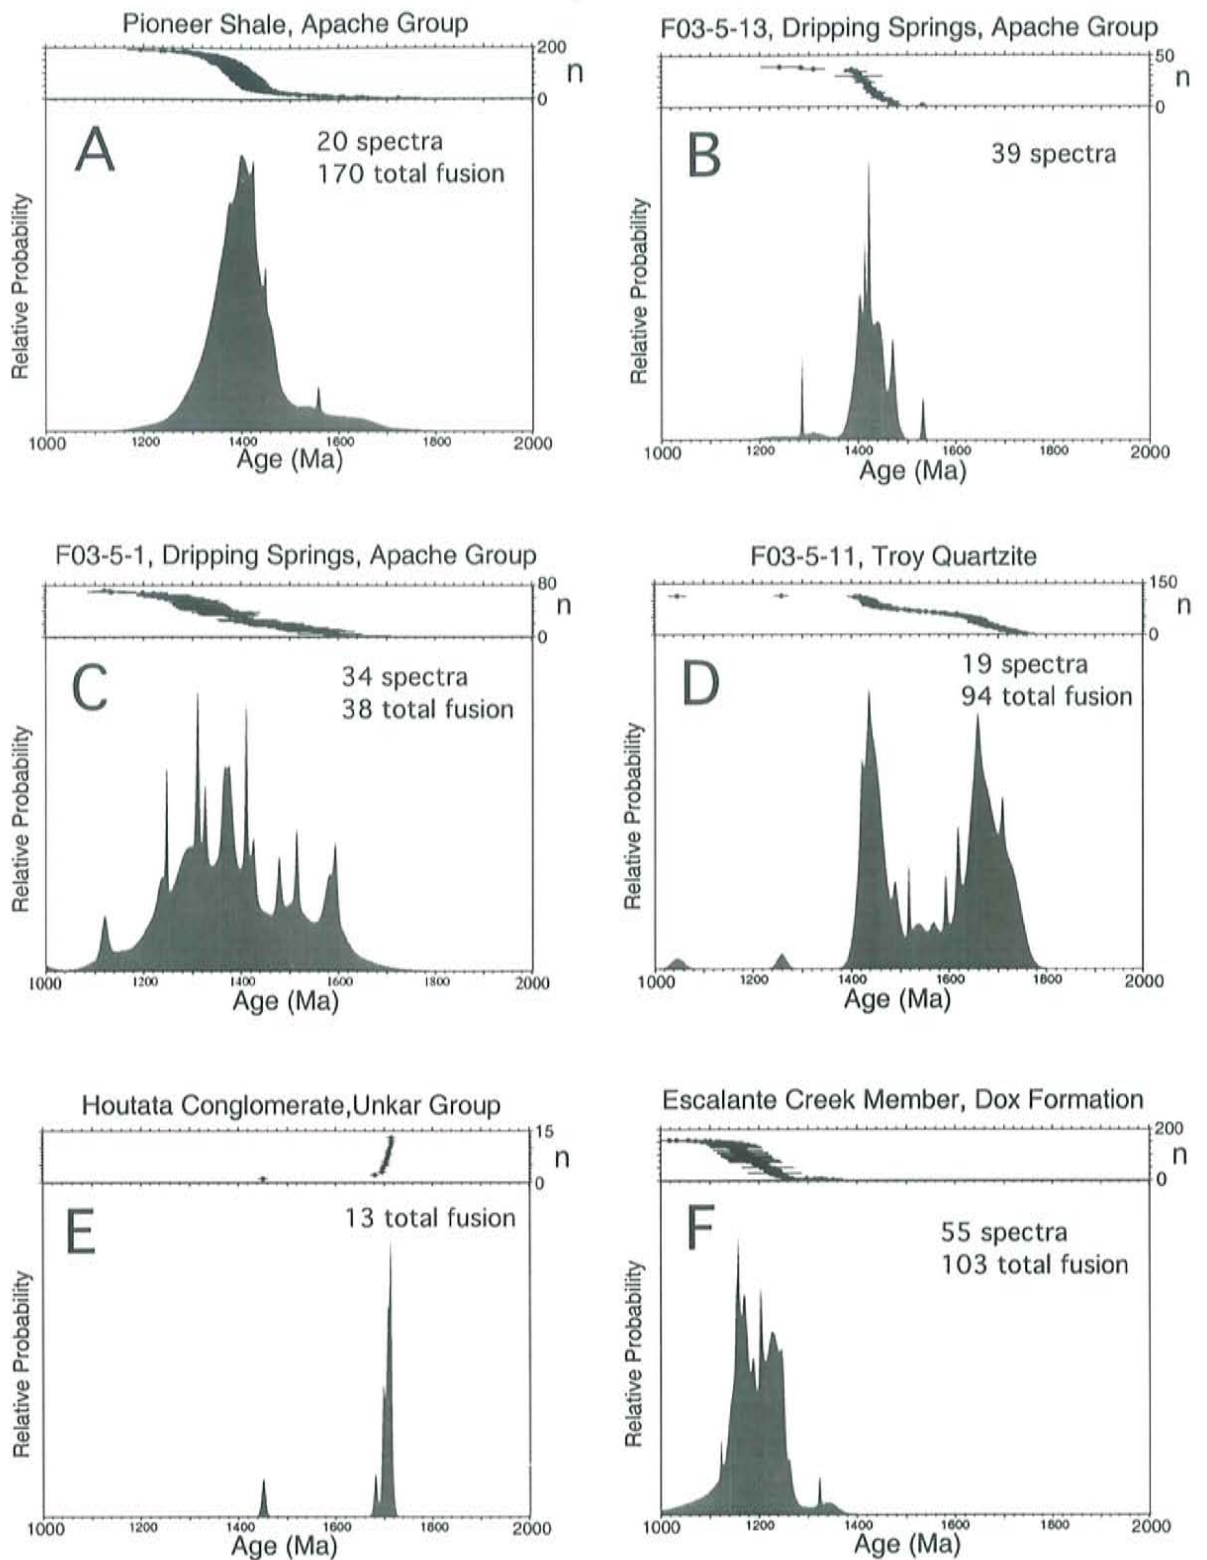 Pioneer Shale, Apache Group
200
n
0
A
20 spectra
170 total fusion
Relative Probability
1000 1200 1400 1600 1800 2000
Age (Ma)
F03-5-13, Dripping Springs, Apache Group
50
n
0
B
39 spectra
Relative Probability
1000 1200 1400 1600 1800 2000
Age (Ma)
F03-5-1, Dripping Springs, Apache Group
80
n
0
C
34 spectra
38 total fusion
Relative Probability
1000 1200 1400 1600 1800 2000
Age (Ma)
F03-5-11, Troy Quartzite
150
n
0
D
19 spectra
94 total fusion
Relative Probability
1000 1200 1400 1600 1800 2000
Age (Ma)
Houtata Conglomerate,Unkar Group
15
n
0
E
13 total fusion
Relative Probability
1000 1200 1400 1600 1800 2000
Age (Ma)
Escalante Creek Member, Dox Formation
200
n
0
F
55 spectra
103 total fusion
Relative Probability
1000 1200 1400 1600 1800 2000
Age (Ma)